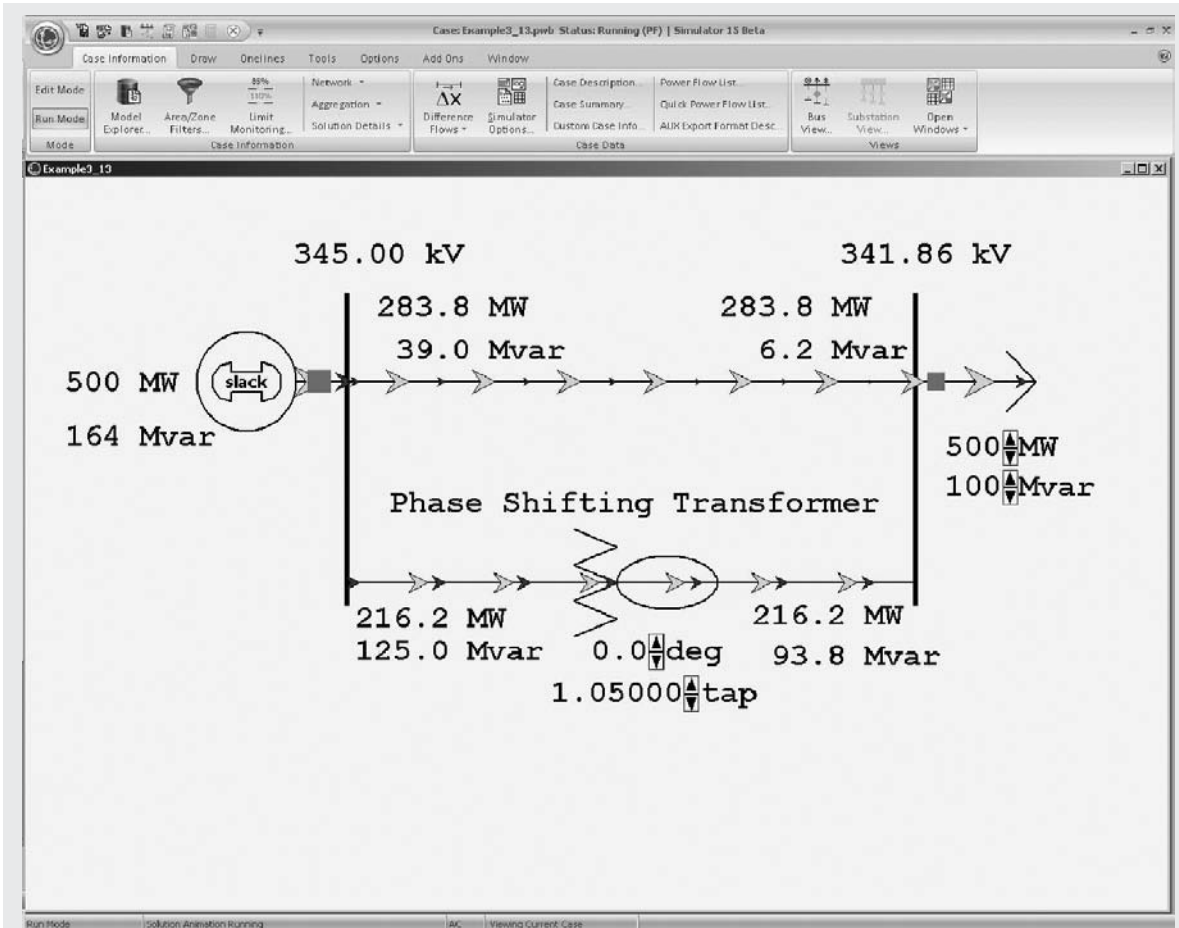 Case: Example3_13.pwb Status: Running (PF) | Simulator 15 Beta
Case Information Draw Onelines Tools Options Add Ons Window
Edit Mode
Run Mode
Mode
Model Explorer...
Area/Zone Filters...
Limit Monitoring...
Network
Aggregation
Solution Details
Case Information
Difference Flows
Simulator Options...
Case Description...
Case Summary...
Custom Case Info...
Power Flow List...
Quick Power Flow List...
AUX Export Format Desc...
Case Data
Bus View...
Substation View...
Open Windows
Views
Example3_13
345.00 kV
341.86 kV
283.8 MW
283.8 MW
39.0 Mvar
6.2 Mvar
500 MW
slack
164 Mvar
500 MW
100 Mvar
Phase Shifting Transformer
216.2 MW
216.2 MW
125.0 Mvar
0.0 deg
93.8 Mvar
1.05000 tap
Run Mode
Solution Animation Running
AC
Viewing Current Case